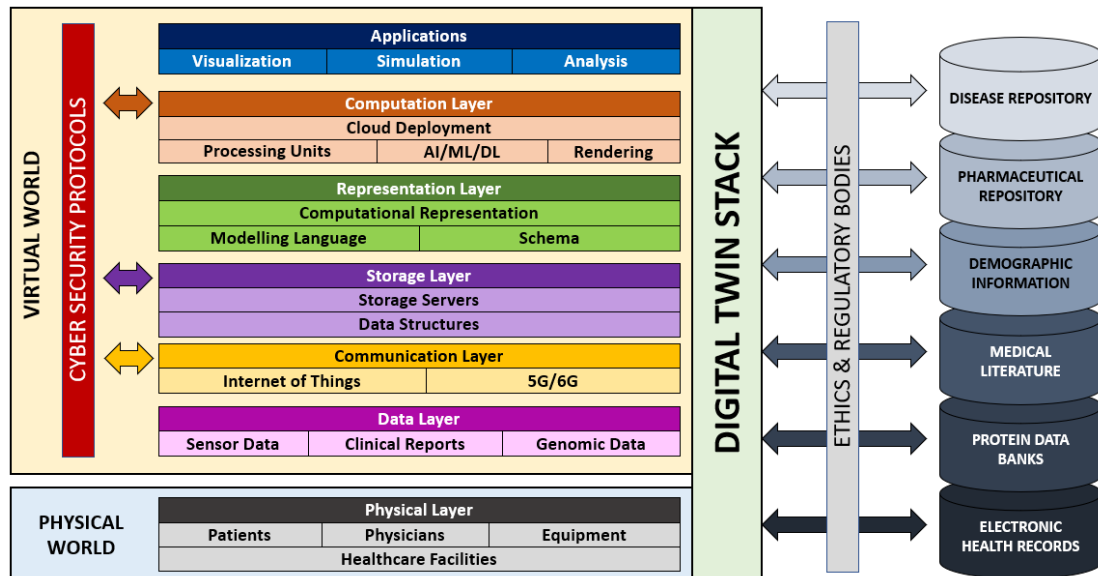 VIRTUAL WORLD
CYBER SECURITY PROTOCOLS
Applications
Visualization
Simulation
Analysis
Computation Layer
Cloud Deployment
Processing Units
AI/ML/DL
Rendering
Representation Layer
Computational Representation
Modelling Language
Schema
Storage Layer
Storage Servers
Data Structures
Communication Layer
Internet of Things
5G/6G
Data Layer
Sensor Data
Clinical Reports
Genomic Data
PHYSICAL
WORLD
Physical Layer
Patients
Physicians
Equipment
Healthcare Facilities
DIGITAL TWIN STACK
ETHICS & REGULATORY BODIES
DISEASE REPOSITORY
PHARMACEUTICAL
REPOSITORY
DEMOGRAPHIC
INFORMATION
MEDICAL
LITERATURE
PROTEIN DATA
BANKS
ELECTRONIC
HEALTH RECORDS